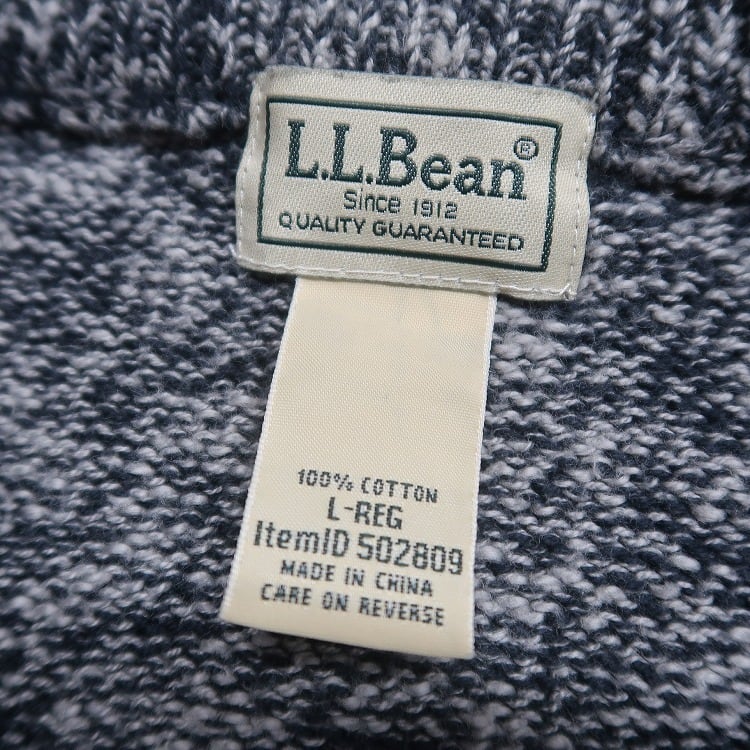 L.L.Bean®
Since 1912
QUALITY GUARANTEED
100% COTTON
L-REG
ItemID 502809
MADE IN CHINA
CARE ON REVERSE